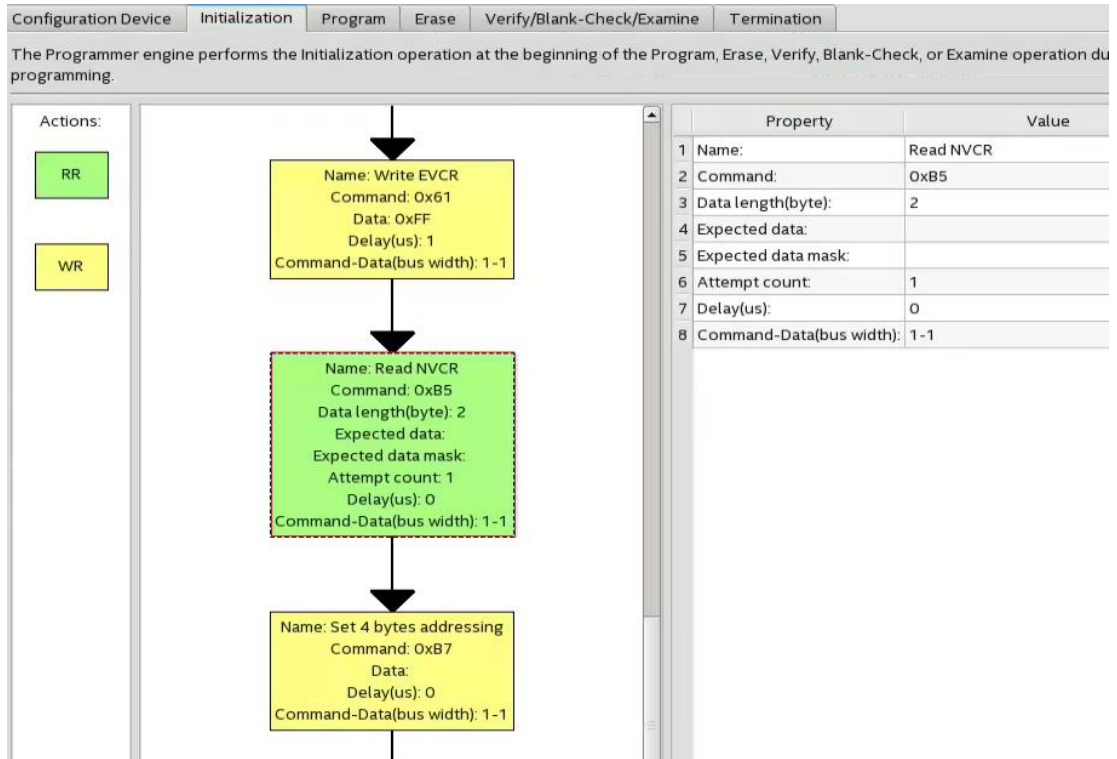 Configuration Device
Initialization
Program
Erase
Verify/Blank-Check/Examine
Termination
The Programmer engine performs the Initialization operation at the beginning of the Program, Erase, Verify, Blank-Check, or Examine operation du
programming.
Actions:
RR
WR
Name: Write EVCR
Command: 0x61
Data: 0xFF
Delay(us): 1
Command-Data(bus width): 1-1
Name: Read NVCR
Command: 0xB5
Data length(byte): 2
Expected data:
Expected data mask:
Attempt count: 1
Delay(us): 0
Command-Data(bus width): 1-1
Name: Set 4 bytes addressing
Command: 0xB7
Data:
Delay(us): 0
Command-Data(bus width): 1-1
Property Value
1 Name: Read NVCR
2 Command: 0xB5
3 Data length(byte): 2
4 Expected data:
5 Expected data mask:
6 Attempt count: 1
7 Delay(us): 0
8 Command-Data(bus width): 1-1